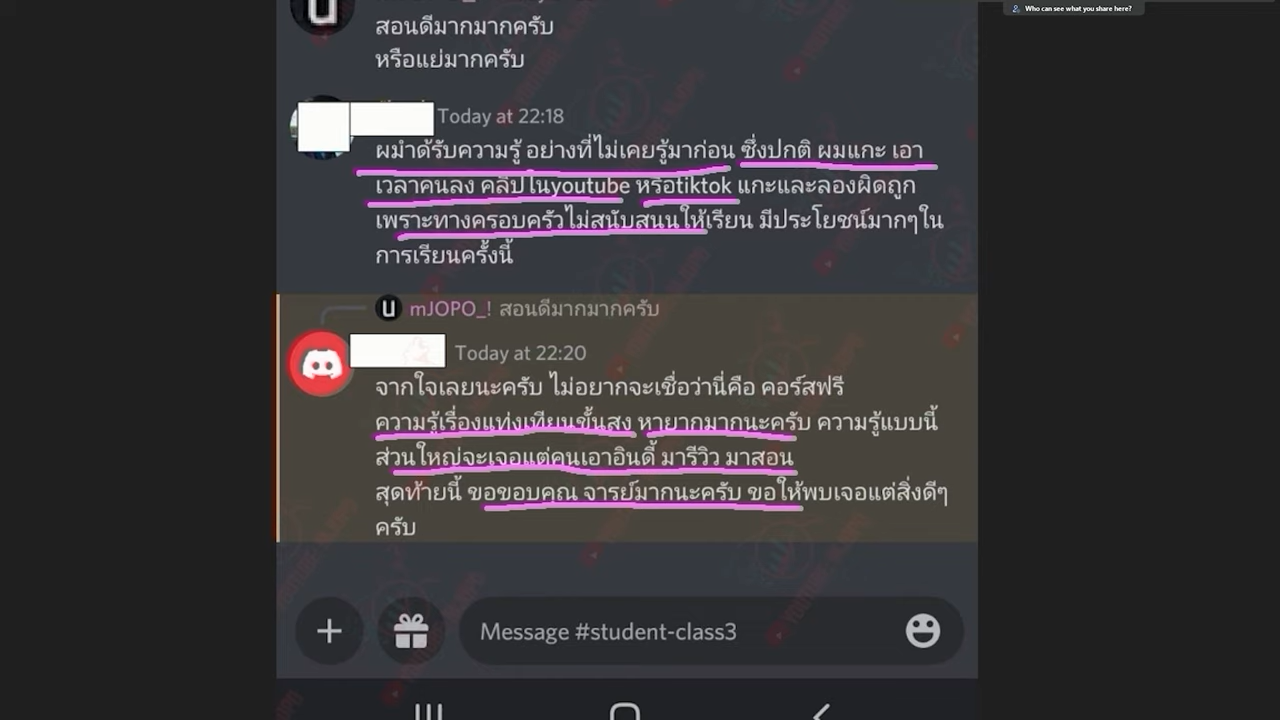 Who can see what you share here?
สอนดีมากมากครับ
หรือแย่มากครับ
Today at 22:18
ผมำด้รับความรู้ อย่างที่ไม่เคยรู้มาก่อน ซึ่งปกติ ผมแกะ เอา
เวลาคนลง คลิปในyoutube หรือtiktok แกะและลองผิดถูก
เพราะทางครอบครัวไม่สนับสนนให้เรียน มีประโยชน์มากๆใน
การเรียนครั้งนี้
mJOPO_! สอนดีมากมากครับ
Today at 22:20
จากใจเลยนะครับ ไม่อยากจะเชื่อว่านี่คือ คอร์สฟรี
ความรู้เรื่องแท่งเทียนขั้นสูง หายากมากนะครับ ความรู้แบบนี้
ส่วนใหญ่จะเจอแต่คนเอาอินดี้ มารีวิว มาสอน
สุดท้ายนี้ ขอขอบคุณ จารย์มากนะครับ ขอให้พบเจอแต่สิ่งดีๆ
ครับ
Message #student-class3